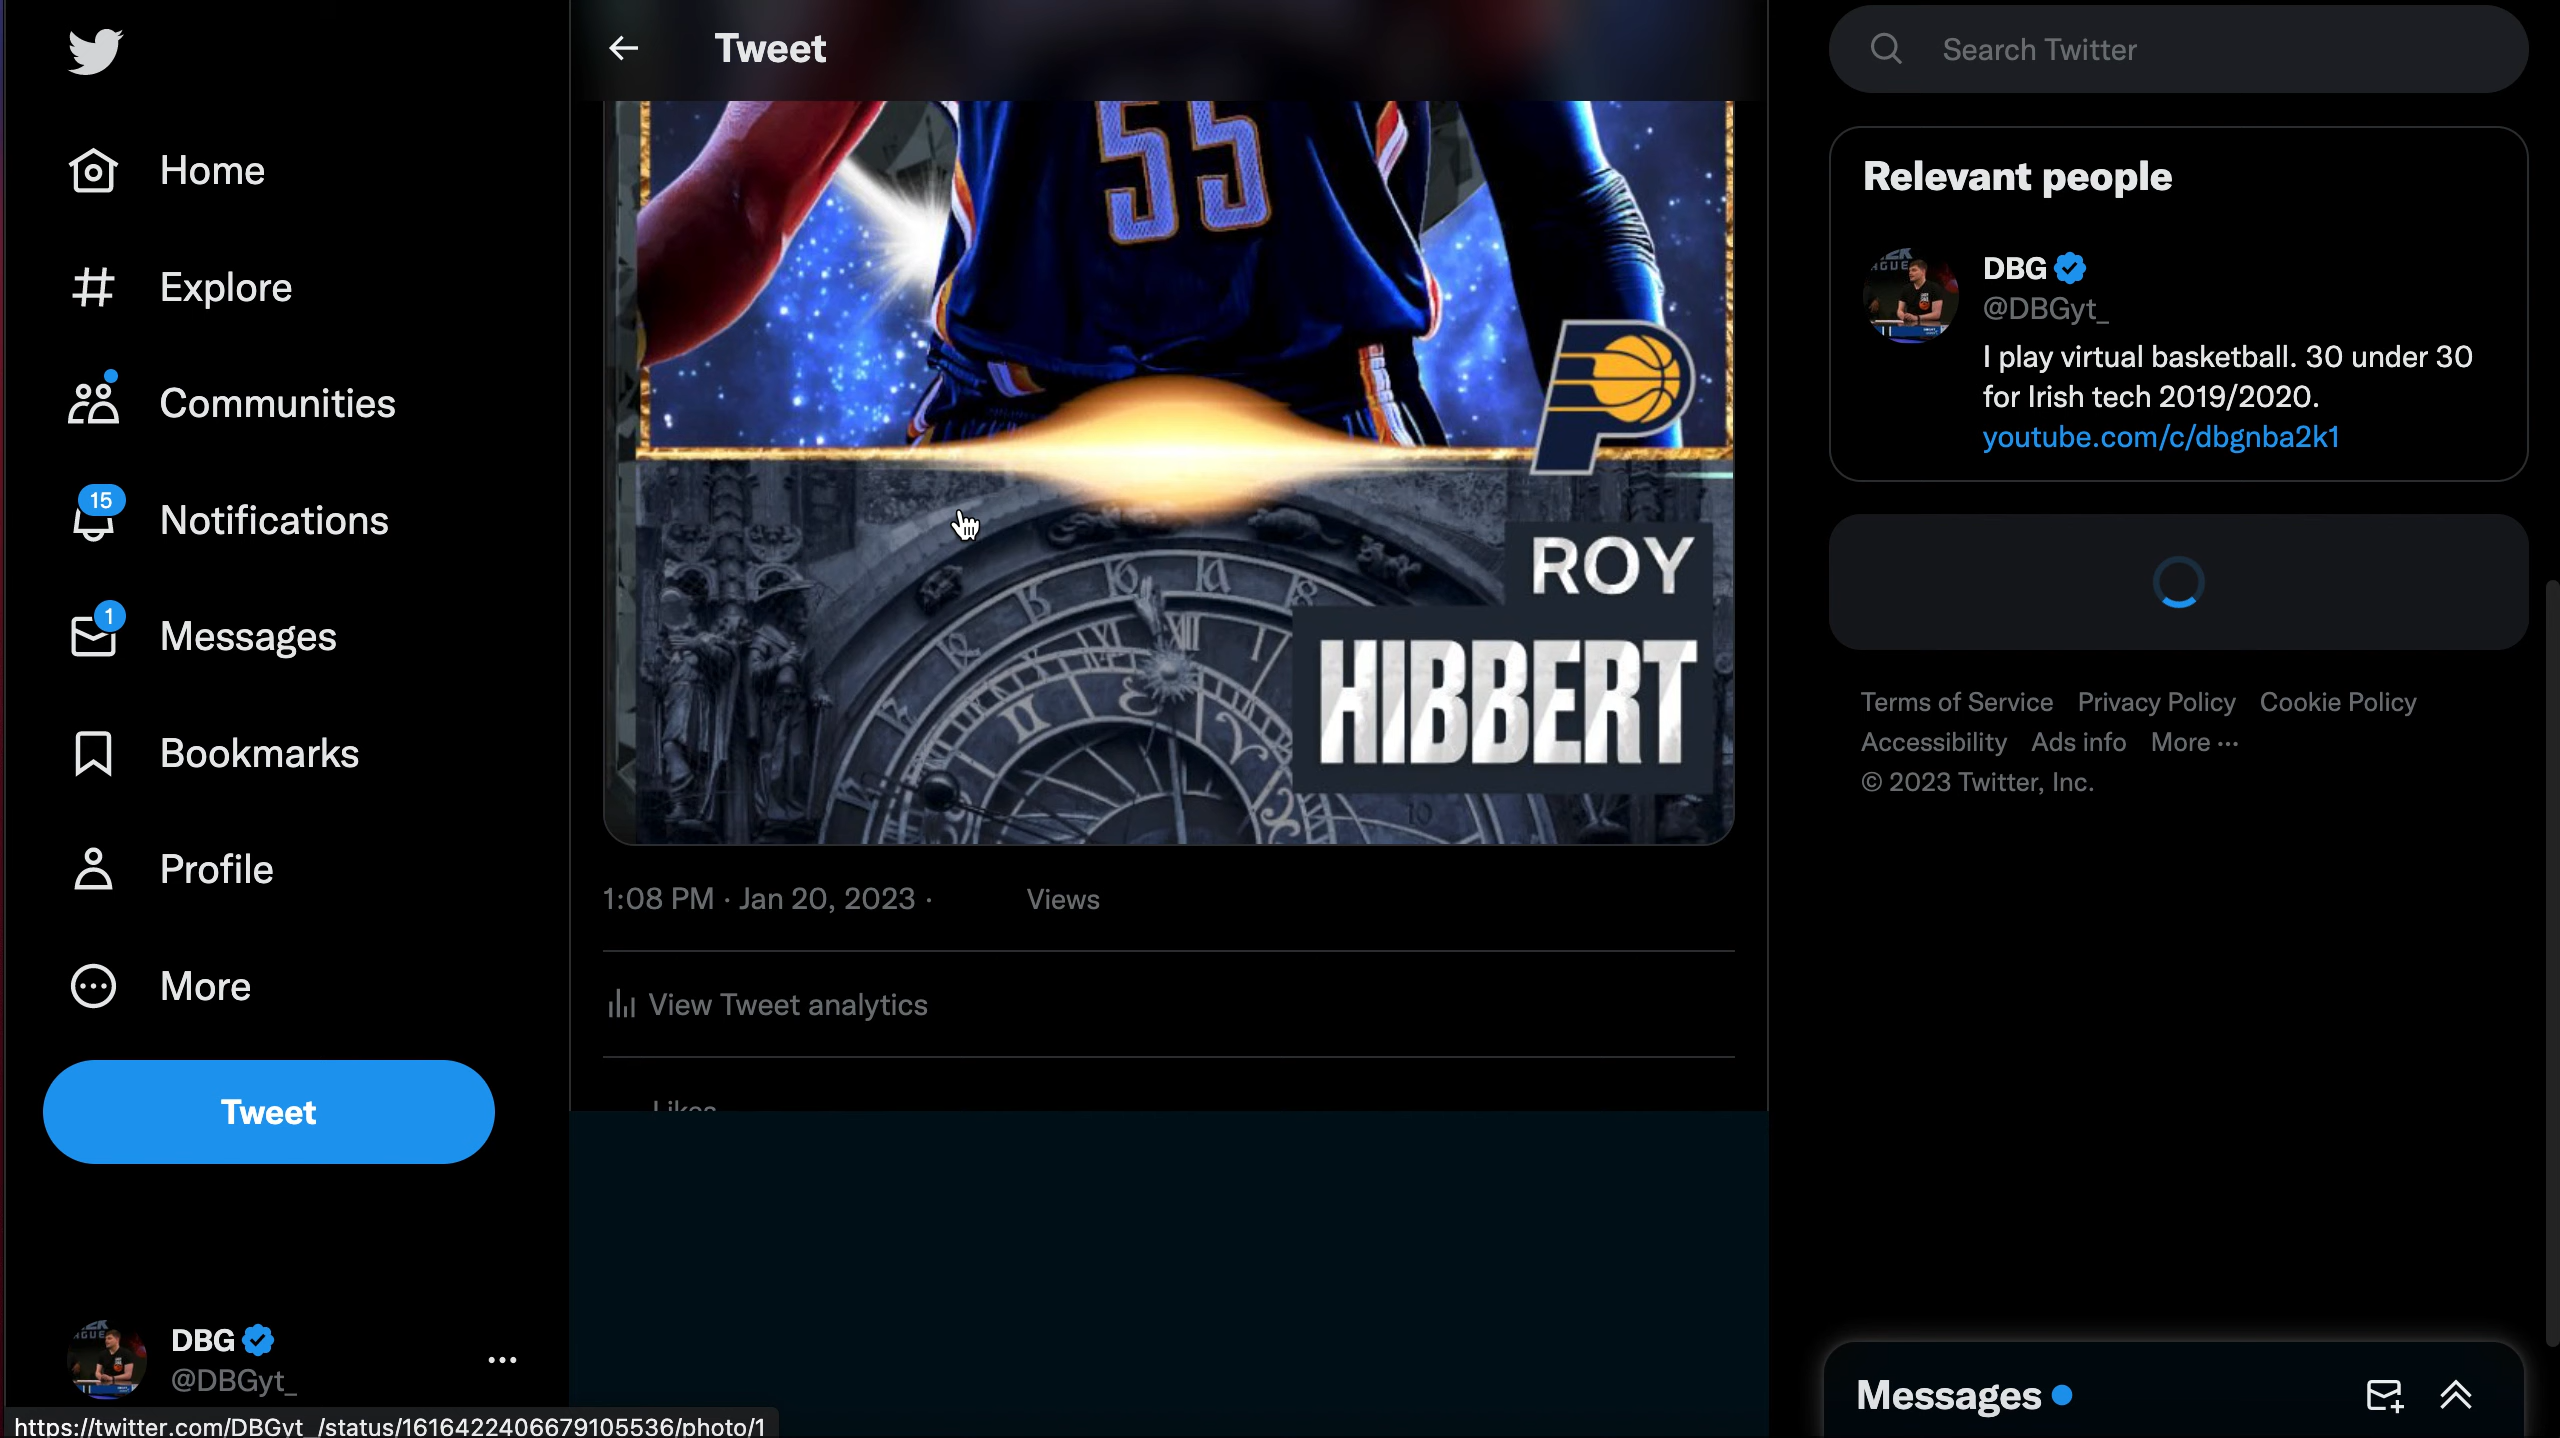 Tweet
Search Twitter
Home
Explore
Communities
15
Notifications
1
Messages
Bookmarks
Profile
More
Tweet
DBG
@DBGyt_
https://twitter.com/DBGyt_/status/1616422406679105536/photo/1
55
ROY
HIBBERT
1:08 PM · Jan 20, 2023 ·
Views
View Tweet analytics
Likes
Relevant people
DBG
@DBGyt_
I play virtual basketball. 30 under 30
for Irish tech 2019/2020.
youtube.com/c/dbgnba2k1
Terms of Service Privacy Policy Cookie Policy
Accessibility Ads info More ···
© 2023 Twitter, Inc.
Messages